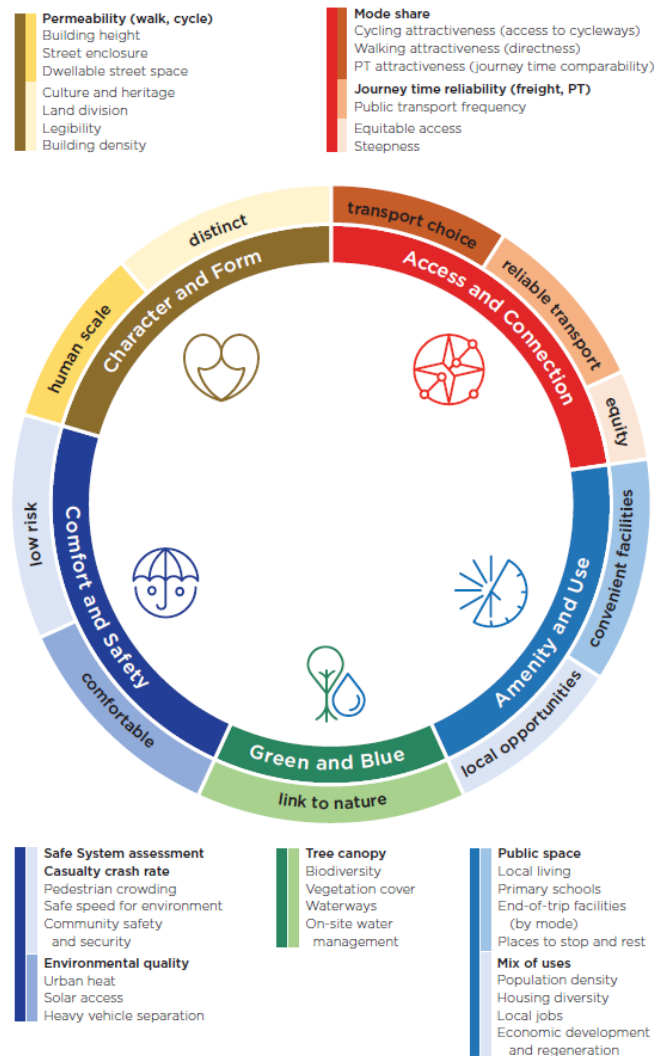 Permeability (walk, cycle)
Building height
Street enclosure
Dwellable street space
Culture and heritage
Land division
Legibility
Building density
Mode share
Cycling attractiveness (access to cycleways)
Walking attractiveness (directness)
PT attractiveness (journey time comparability)
Journey time reliability (freight, PT)
Public transport frequency
Equitable access
Steepness
distinct
transport choice
human scale
Character and Form
Access and Connection
reliable transport
equity
low risk
Comfort and Safety
comfortable
Amenity and Use
convenient facilities
local opportunities
Green and Blue
link to nature
Safe System assessment
Casualty crash rate
Pedestrian crowding
Safe speed for environment
Community safety
and security
Environmental quality
Urban heat
Solar access
Heavy vehicle separation
Tree canopy
Biodiversity
Vegetation cover
Waterways
On-site water
management
Public space
Local living
Primary schools
End-of-trip facilities
(by mode)
Places to stop and rest
Mix of uses
Population density
Housing diversity
Local jobs
Economic development
and regeneration